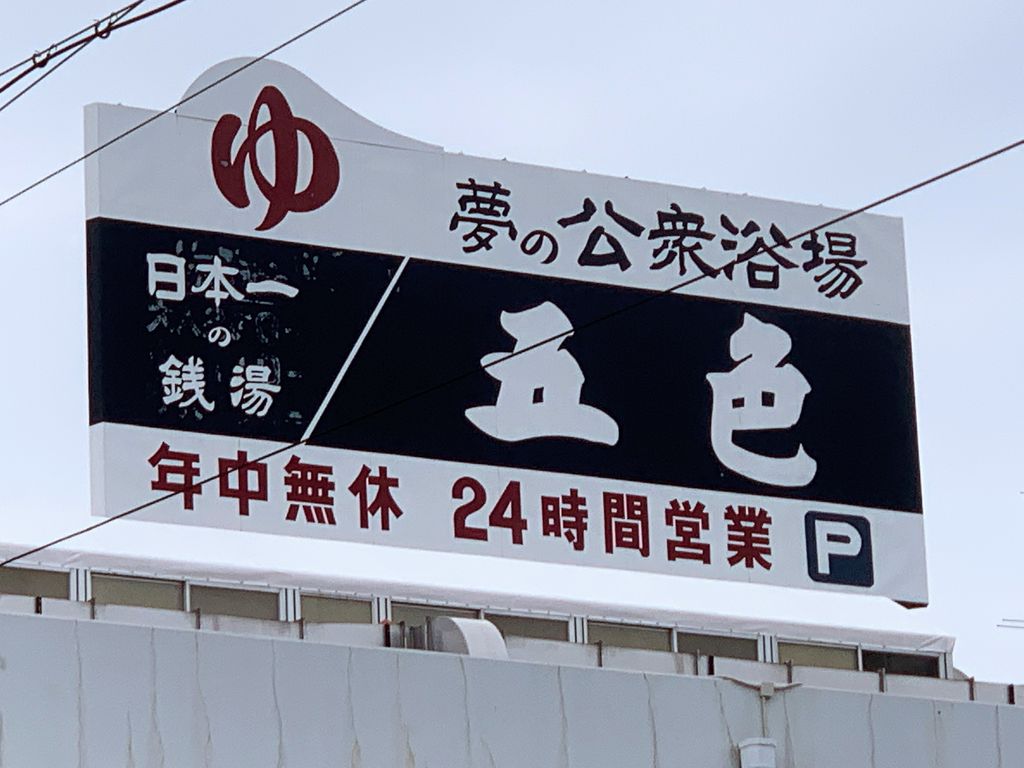 ゆ
夢の公衆浴場
日本一
の
銭湯
五色
年中無休 24時間営業 P